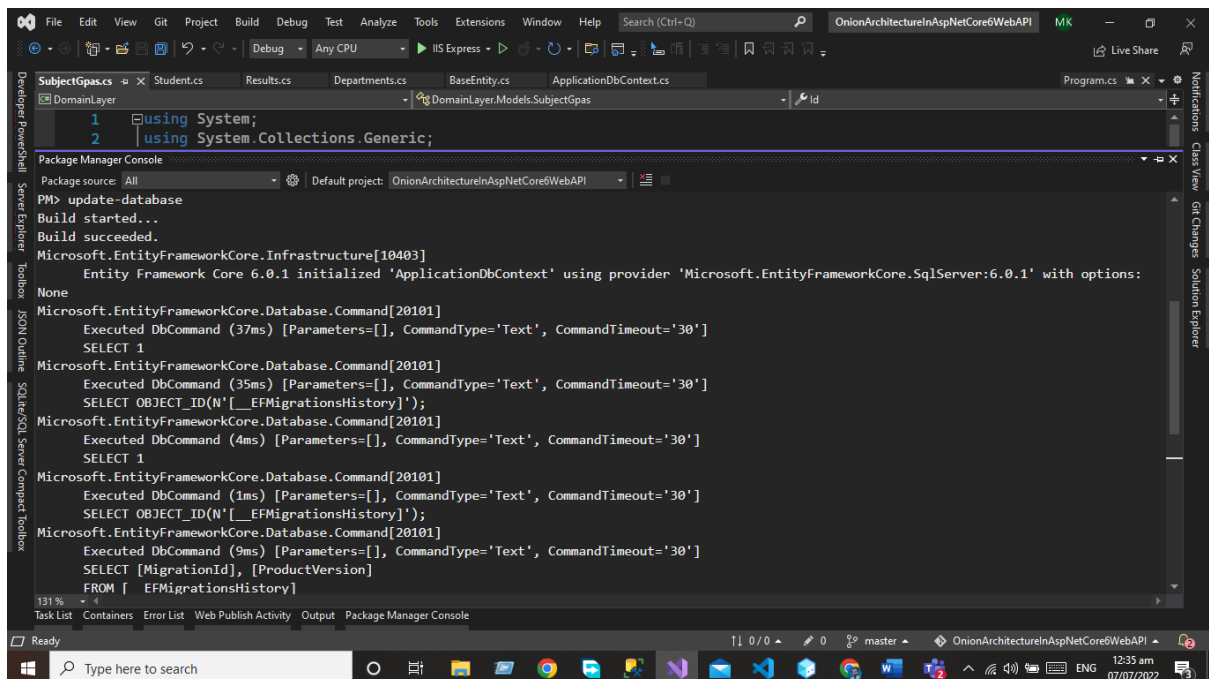 File Edit View Git Project Build Debug Test Analyze Tools Extensions Window Help Search (Ctrl+Q) OnionArchitectureInAspNetCore6WebAPI MK
Debug Any CPU IIS Express Live Share
SubjectGpas.cs Student.cs Results.cs Departments.cs BaseEntity.cs ApplicationDbContext.cs Program.cs
DomainLayer DomainLayer.Models.SubjectGpas Id
1 using System;
2 using System.Collections.Generic;
Package Manager Console
Package source: All Default project: OnionArchitectureInAspNetCore6WebAPI
PM> update-database
Build started...
Build succeeded.
Microsoft.EntityFrameworkCore.Infrastructure[10403]
Entity Framework Core 6.0.1 initialized 'ApplicationDbContext' using provider 'Microsoft.EntityFrameworkCore.SqlServer:6.0.1' with options:
None
Microsoft.EntityFrameworkCore.Database.Command[20101]
Executed DbCommand (37ms) [Parameters=[], CommandType='Text', CommandTimeout='30']
SELECT 1
Microsoft.EntityFrameworkCore.Database.Command[20101]
Executed DbCommand (35ms) [Parameters=[], CommandType='Text', CommandTimeout='30']
SELECT OBJECT_ID(N'[__EFMigrationsHistory]');
Microsoft.EntityFrameworkCore.Database.Command[20101]
Executed DbCommand (4ms) [Parameters=[], CommandType='Text', CommandTimeout='30']
SELECT 1
Microsoft.EntityFrameworkCore.Database.Command[20101]
Executed DbCommand (1ms) [Parameters=[], CommandType='Text', CommandTimeout='30']
SELECT OBJECT_ID(N'[__EFMigrationsHistory]');
Microsoft.EntityFrameworkCore.Database.Command[20101]
Executed DbCommand (9ms) [Parameters=[], CommandType='Text', CommandTimeout='30']
SELECT [MigrationId], [ProductVersion]
FROM [__EFMigrationsHistory]
131 %
Task List Containers Error List Web Publish Activity Output Package Manager Console
Ready 0 / 0 0 master OnionArchitectureInAspNetCore6WebAPI 2
Type here to search ENG 12:35 am
07/07/2022 3
Developer PowerShell
Server Explorer
Toolbox
JSON Outline
SQLite/SQL Server Compact Toolbox
Notifications
Class View
Git Changes
Solution Explorer